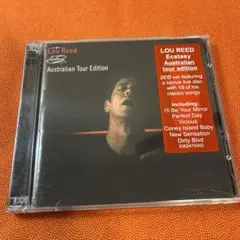 Lou Reed
Australian Tour Edition
LOU REED
Ecstasy
Australian
tour edition
2CD set featuring
a bonus live disc
with 10 of his
classic songs
including:
I'll Be Your Mirror
Perfect Day
Vicious
Coney Island Baby
New Sensation
Dirty Blvd